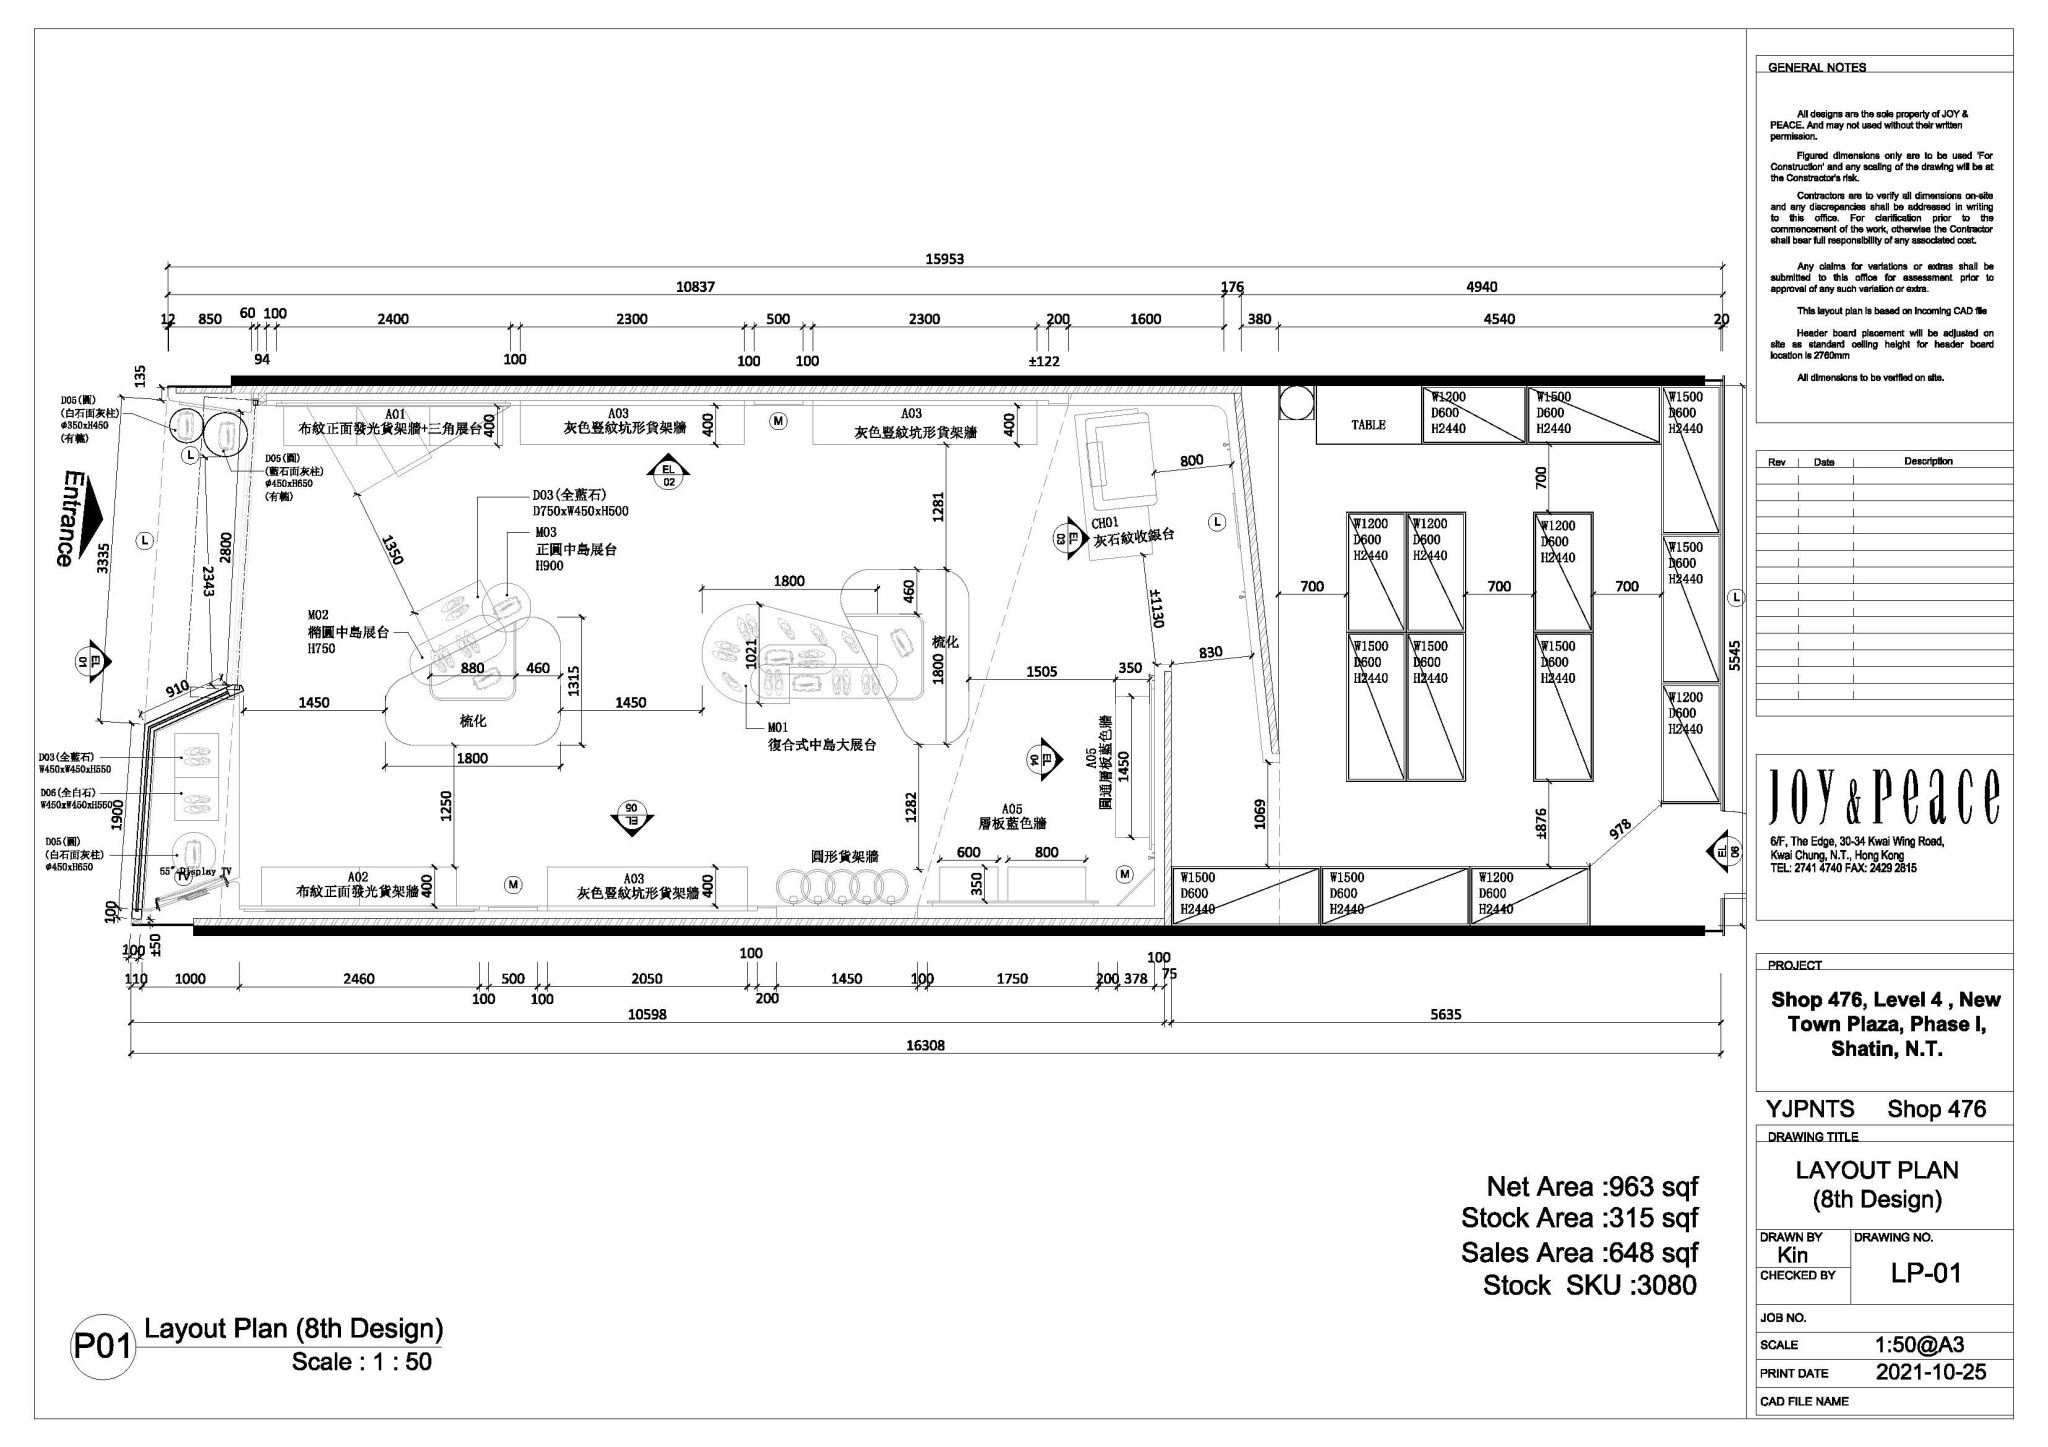 15953
10837
176
4940
12
850
60
100
2400
2300
500
2300
200
1600
380
4540
20
94
100
100
100
±122
135
D05(圓)
(白石面灰柱)
φ350xH450
(有轆)
D05(圓)
(藍石面灰柱)
φ450xH650
(有轆)
L
L
Entrance
3335
2343
2800
EL
01
910
A01
布紋正面發光貨架牆+三角展台
400
A03
灰色豎紋坑形貨架牆
400
M
A03
灰色豎紋坑形貨架牆
400
EL
02
D03(全藍石)
D750xW450xH500
M03
正圓中島展台
H900
1350
M02
橢圓中島展台
H750
880
460
1315
1450
梳化
1800
1450
1250
1800
1021
M01
復合式中島大展台
1281
460
梳化
1800
1282
CH01
灰石紋收銀台
EL
03
800
L
±1130
830
1505
350
A05
圓通層板藍色牆
1450
EL
04
A05
層板藍色牆
600
800
350
M
EL
05
圓形貨架牆
D03(全藍石)
W450xW450xH550
D06(全白石)
W450xW450xH550
1900
D05(圓)
(白石面灰柱)
φ450xH650
55" Display TV
TV
100
100
±50
A02
布紋正面發光貨架牆
400
M
A03
灰色豎紋坑形貨架牆
400
TABLE
W1200
D600
H2440
W1500
D600
H2440
W1500
D600
H2440
700
W1200
D600
H2440
W1200
D600
H2440
W1200
D600
H2440
W1500
D600
H2440
700
700
700
L
W1500
D600
H2440
W1500
D600
H2440
W1500
D600
H2440
W1200
D600
H2440
5545
1069
±876
978
EL
06
W1500
D600
H2440
W1500
D600
H2440
W1200
D600
H2440
110
1000
2460
100
500
100
2050
100
200
1450
100
1750
200
378
100
75
10598
5635
16308
Net Area :963 sqf
Stock Area :315 sqf
Sales Area :648 sqf
Stock SKU :3080
P01
Layout Plan (8th Design)
Scale : 1 : 50
GENERAL NOTES
All designs are the sole property of JOY &
PEACE. And may not used without their written
permission.
Figured dimensions only are to be used 'For
Construction' and any scaling of the drawing will be at
the Constractor's risk.
Contractors are to verify all dimensions on-site
and any discrepancies shall be addressed in writing
to this office. For clarification prior to the
commencement of the work, otherwise the Contractor
shall bear full responsibility of any associated cost.
Any claims for variations or extras shall be
submitted to this office for assessment prior to
approval of any such variation or extra.
This layout plan is based on incoming CAD file
Header board placement will be adjusted on
site as standard ceiling height for header board
location is 2760mm
All dimensions to be verified on site.
Rev
Date
Description
JOY & PEACE
6/F, The Edge, 30-34 Kwai Wing Road,
Kwai Chung, N.T., Hong Kong
TEL: 2741 4740 FAX: 2429 2815
PROJECT
Shop 476, Level 4 , New
Town Plaza, Phase I,
Shatin, N.T.
YJPNTS Shop 476
DRAWING TITLE
LAYOUT PLAN
(8th Design)
DRAWN BY
Kin
CHECKED BY
DRAWING NO.
LP-01
JOB NO.
SCALE
1:50@A3
PRINT DATE
2021-10-25
CAD FILE NAME